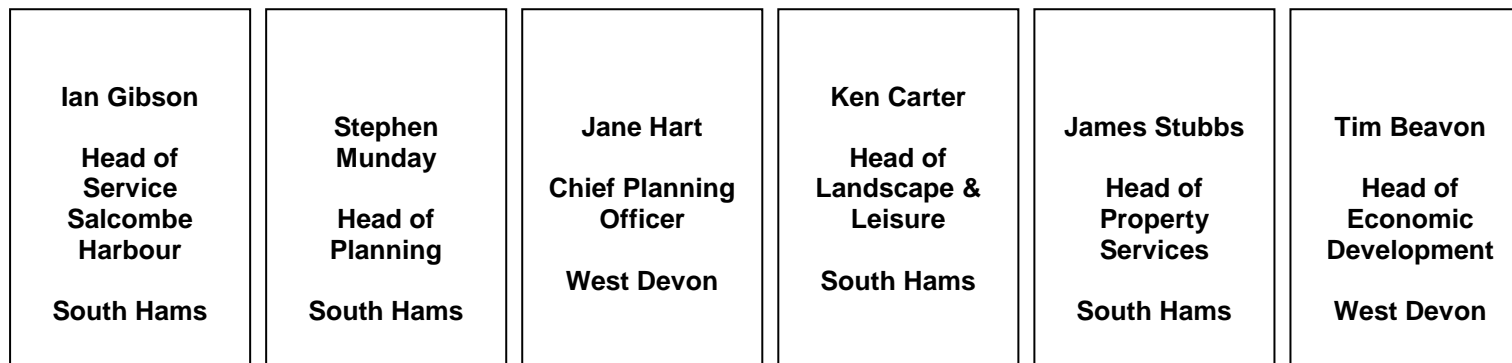 Ian Gibson
Head of
Service
Salcombe
Harbour
South Hams
Stephen
Munday
Head of
Planning
South Hams
Jane Hart
Chief Planning
Officer
West Devon
Ken Carter
Head of
Landscape &
Leisure
South Hams
James Stubbs
Head of
Property
Services
South Hams
Tim Beavon
Head of
Economic
Development
West Devon